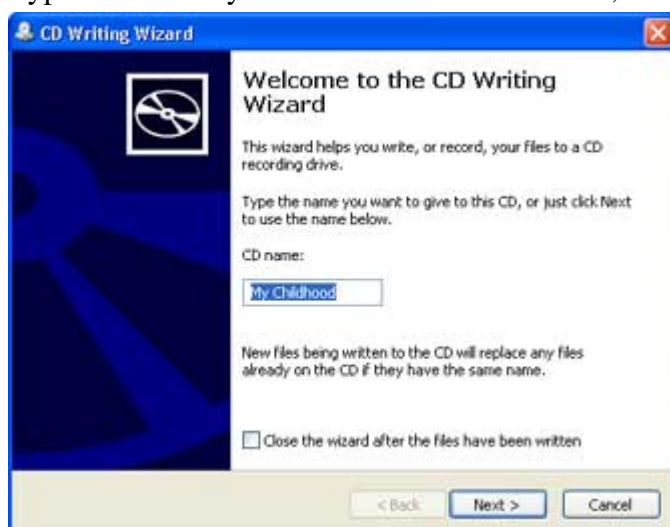 CD Writing Wizard
Welcome to the CD Writing
Wizard
This wizard helps you write, or record, your files to a CD
recording drive.
Type the name you want to give to this CD, or just click Next
to use the name below.
CD name:
My Childhood
New files being written to the CD will replace any files
already on the CD if they have the same name.
Close the wizard after the files have been written
< Back
Next >
Cancel